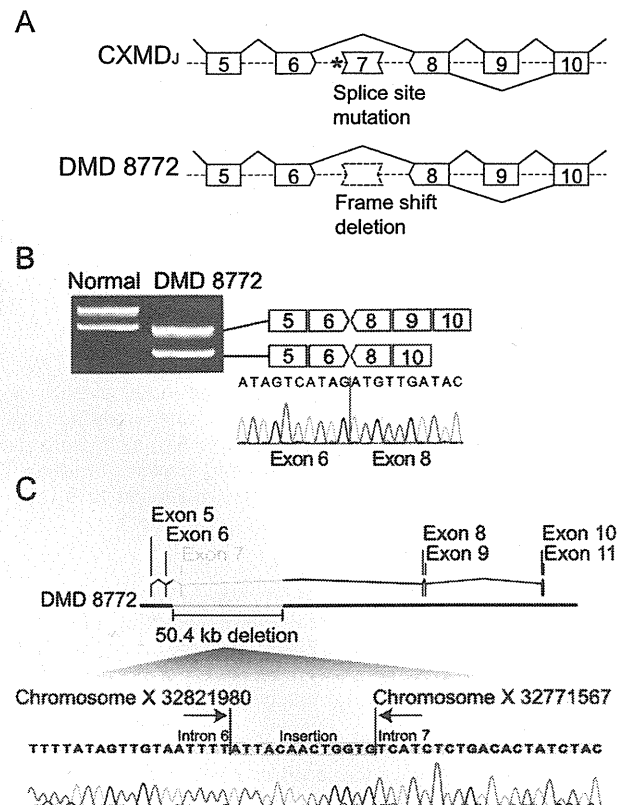 A
CXMDJ
5 6 * 7 8 9 10
Splice site
mutation
DMD 8772
5 6 8 9 10
Frame shift
deletion
B
Normal DMD 8772
5 6 8 9 10
5 6 8 10
ATAGTCATAGATGTTGATAC
Exon 6 Exon 8
C
Exon 5
Exon 6
Exon 7
Exon 8
Exon 9
Exon 10
Exon 11
DMD 8772
50.4 kb deletion
Chromosome X 32821980 Chromosome X 32771567
Intron 6 Insertion Intron 7
TTTTATAGTTGTAATTTTATTACAACTGGTGTCATCTCTGACACTATCTAC